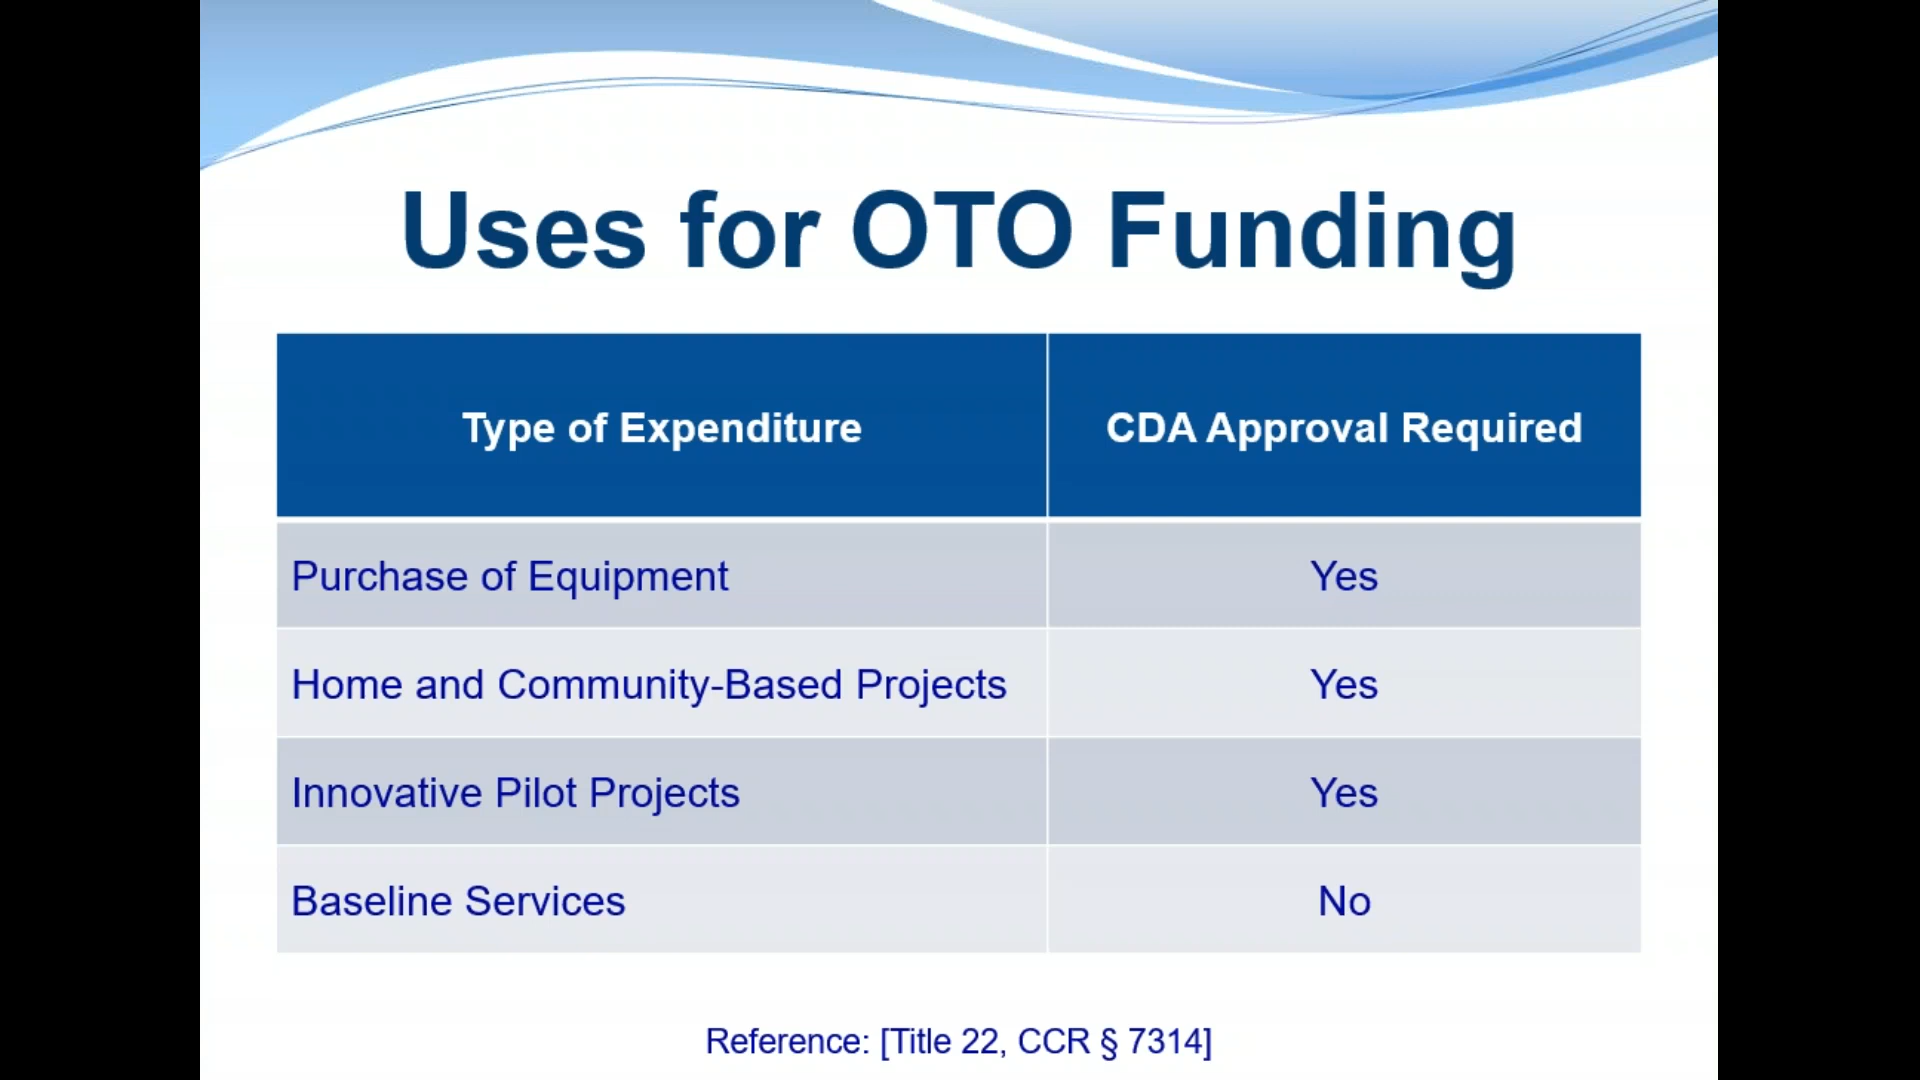 Uses for OTO Funding
Type of Expenditure
CDA Approval Required
Purchase of Equipment
Yes
Home and Community-Based Projects
Yes
Innovative Pilot Projects
Yes
Baseline Services
No
Reference: [Title 22, CCR § 7314]